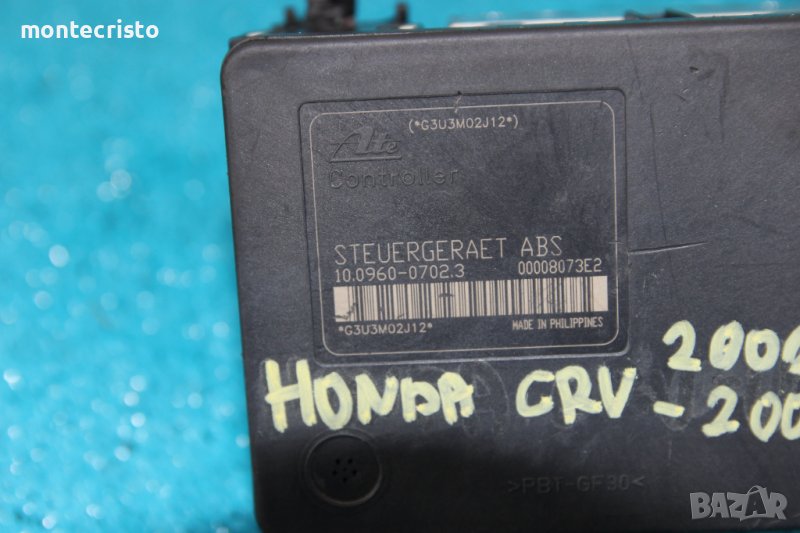 montecristo
(*G3U3M02J12*)
Ate
Controller
STEUERGERAET ABS
10.0960-0702.3 00008073E2
*G3U3M02J12* MADE IN PHILIPPINES
HONDA CRV
>PBT-GF30<
BAZAR